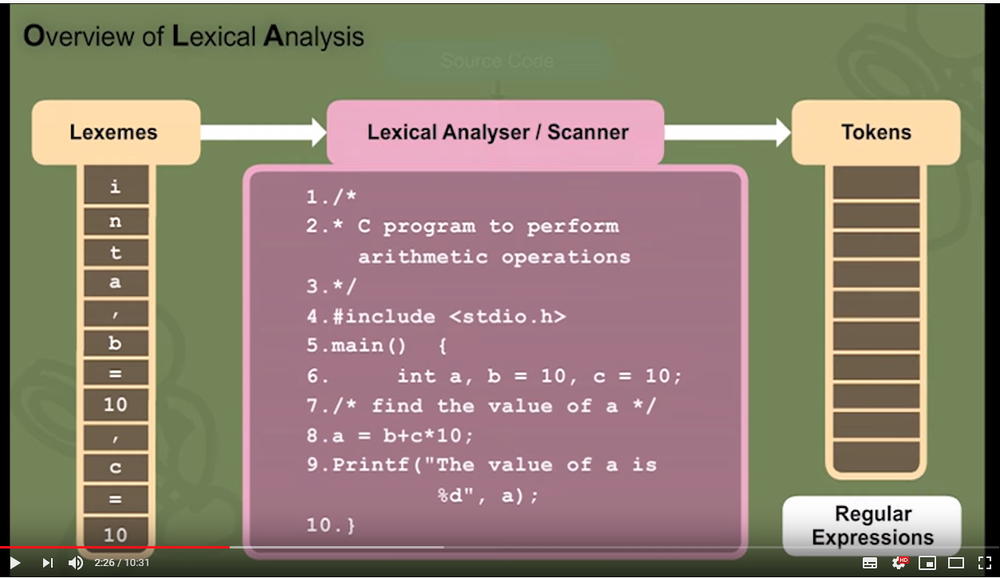 Overview of Lexical Analysis
Source Code
Lexemes
Lexical Analyser / Scanner
Tokens
i
n
t
a
,
b
=
10
,
c
=
10
1./*
2.* C program to perform
arithmetic operations
3.*/
4.#include <stdio.h>
5.main() {
6. int a, b = 10, c = 10;
7./* find the value of a */
8.a = b+c*10;
9.Printf("The value of a is
%d", a);
10.}
Regular
Expressions
2:26 / 10:31
HD